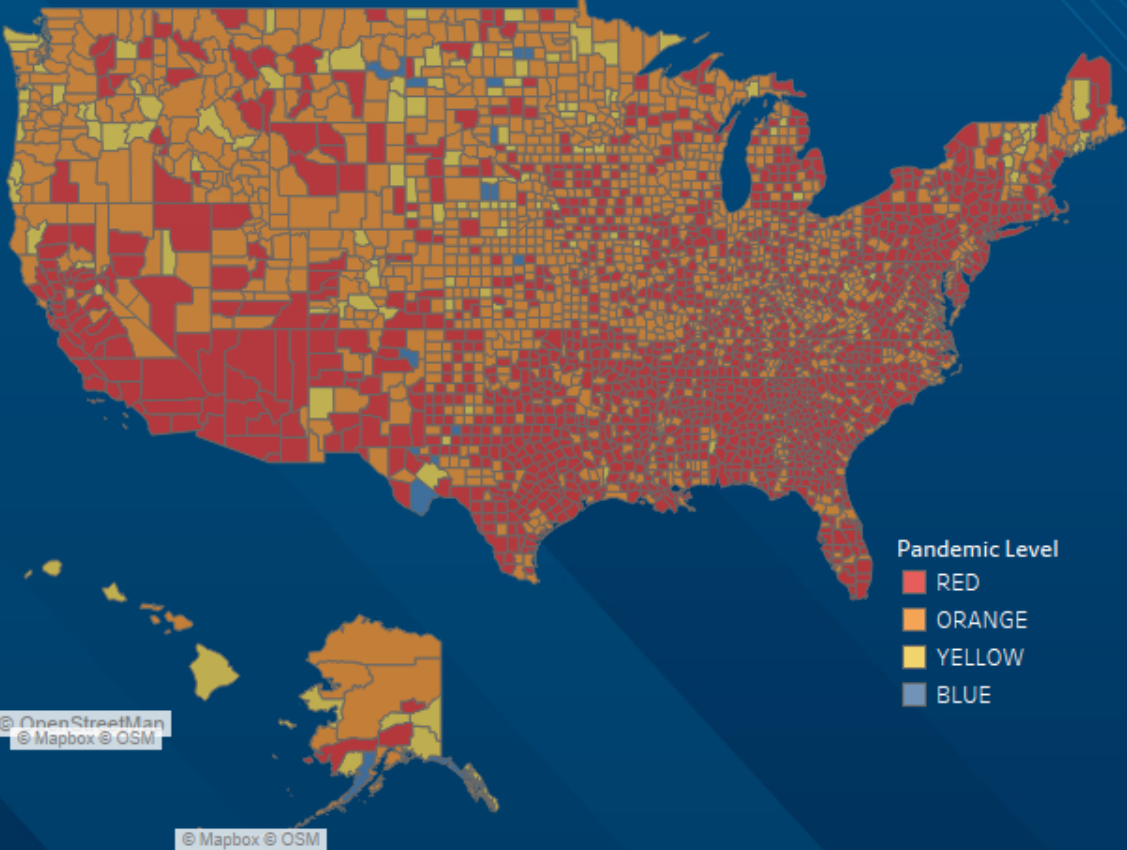 Pandemic Level
RED
ORANGE
YELLOW
BLUE
© OpenStreetMap
© Mapbox © OSM
© Mapbox © OSM